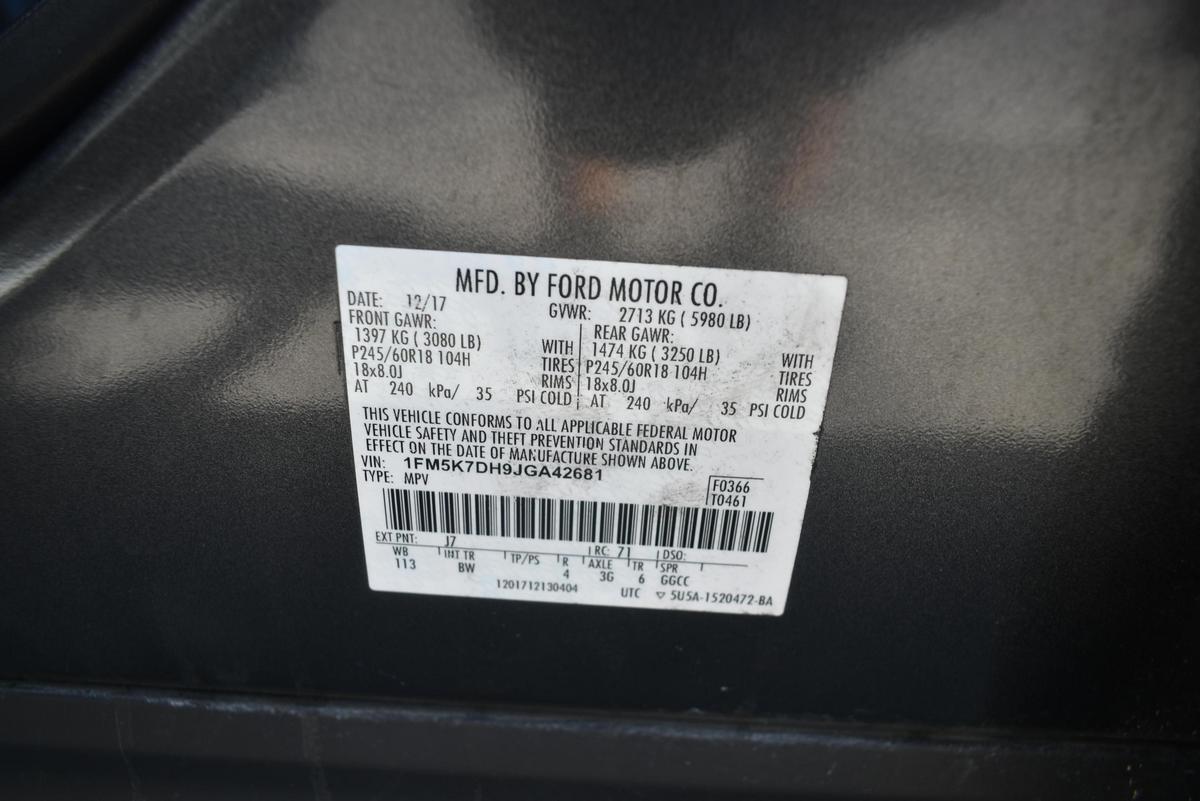 MFD. BY FORD MOTOR CO.
DATE: 12/17 GVWR: 2713 KG ( 5980 LB)
FRONT GAWR: REAR GAWR:
1397 KG ( 3080 LB) WITH 1474 KG ( 3250 LB) WITH
P245/60R18 104H TIRES P245/60R18 104H TIRES
18x8.0J RIMS 18x8.0J RIMS
AT 240 kPa/ 35 PSI COLD AT 240 kPa/ 35 PSI COLD
THIS VEHICLE CONFORMS TO ALL APPLICABLE FEDERAL MOTOR
VEHICLE SAFETY AND THEFT PREVENTION STANDARDS IN
EFFECT ON THE DATE OF MANUFACTURE SHOWN ABOVE.
VIN: 1FM5K7DH9JGA42681
TYPE: MPV
F0366
T0461
EXT PNT: J7 RC: 71 DSO:
WB INT TR TP/PS R AXLE TR SPR
113 BW 4 3G 6 GGCC
1201712130404 UTC ▽ 5U5A-1520472-BA